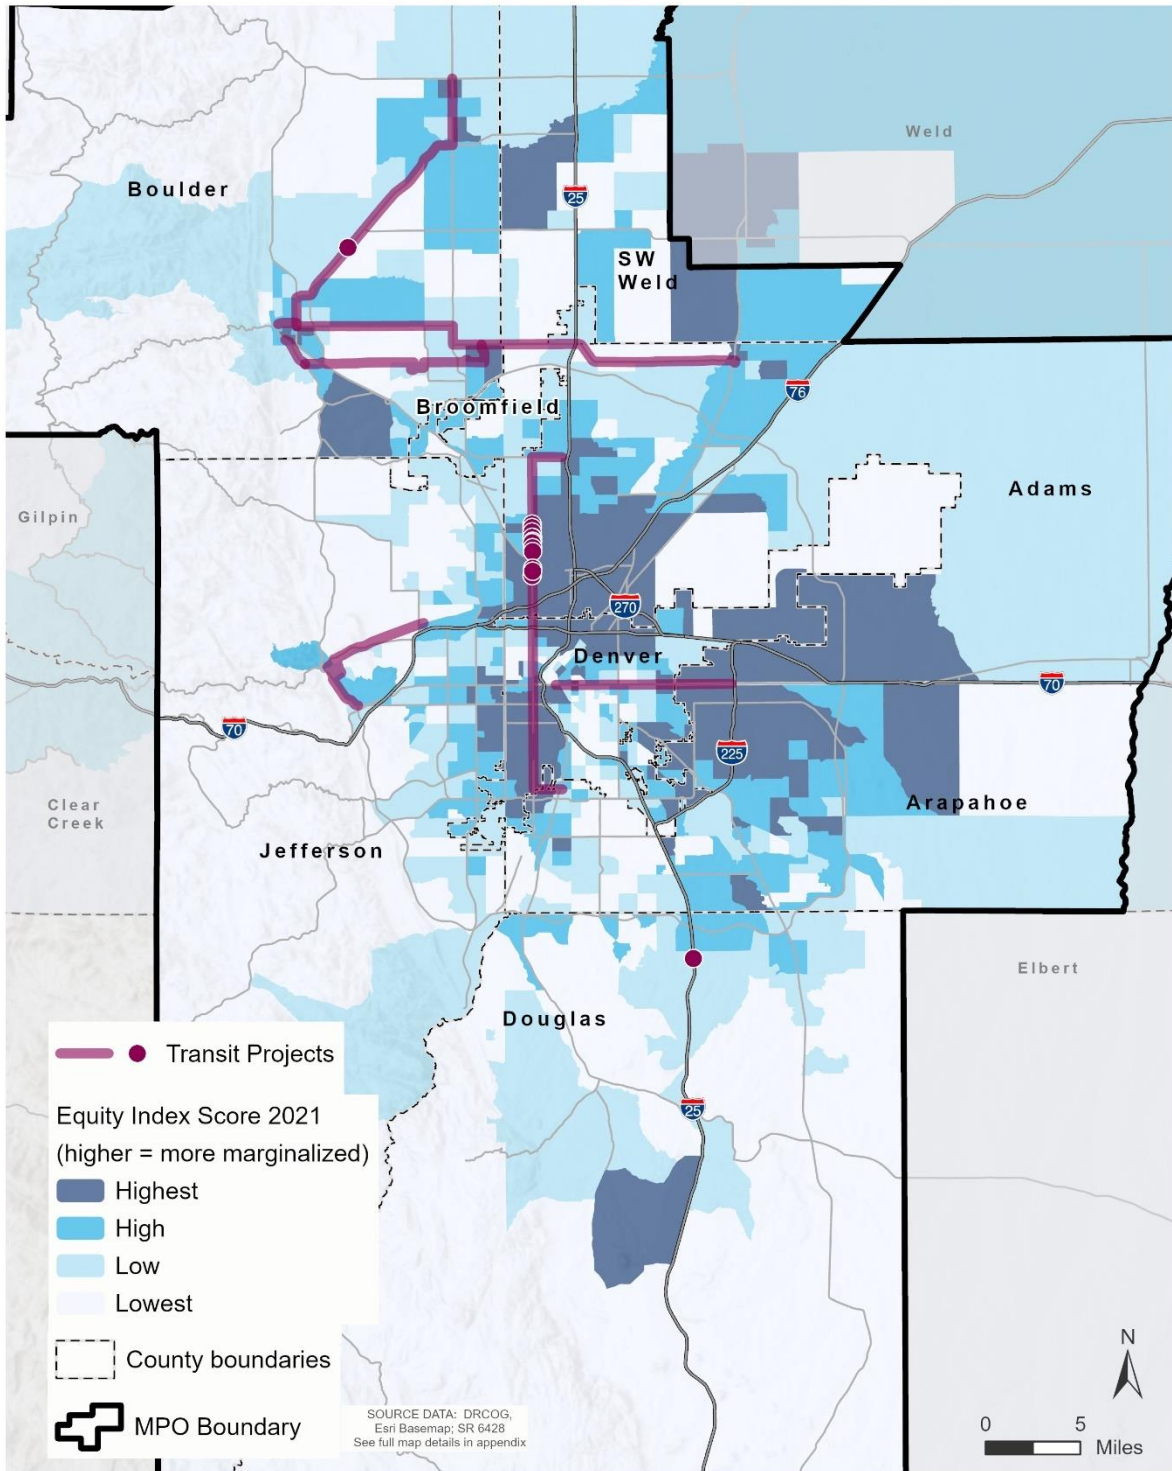 Weld
Boulder
25
SW
Weld
76
Broomfield
Adams
Gilpin
270
Denver
70
70
225
Clear
Creek
Arapahoe
Jefferson
Elbert
Douglas
Transit Projects
25
Equity Index Score 2021
(higher = more marginalized)
Highest
High
Low
Lowest
County boundaries
MPO Boundary
SOURCE DATA: DRCOG,
Esri Basemap; SR 6428
See full map details in appendix
N
0 5
Miles